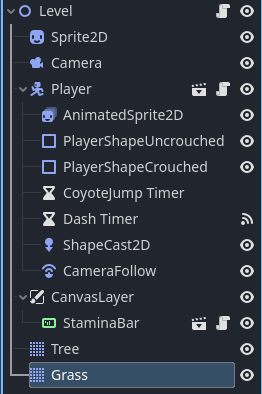 Level
Sprite2D
Camera
Player
AnimatedSprite2D
PlayerShapeUncrouched
PlayerShapeCrouched
CoyoteJump Timer
Dash Timer
ShapeCast2D
CameraFollow
CanvasLayer
StaminaBar
Tree
Grass